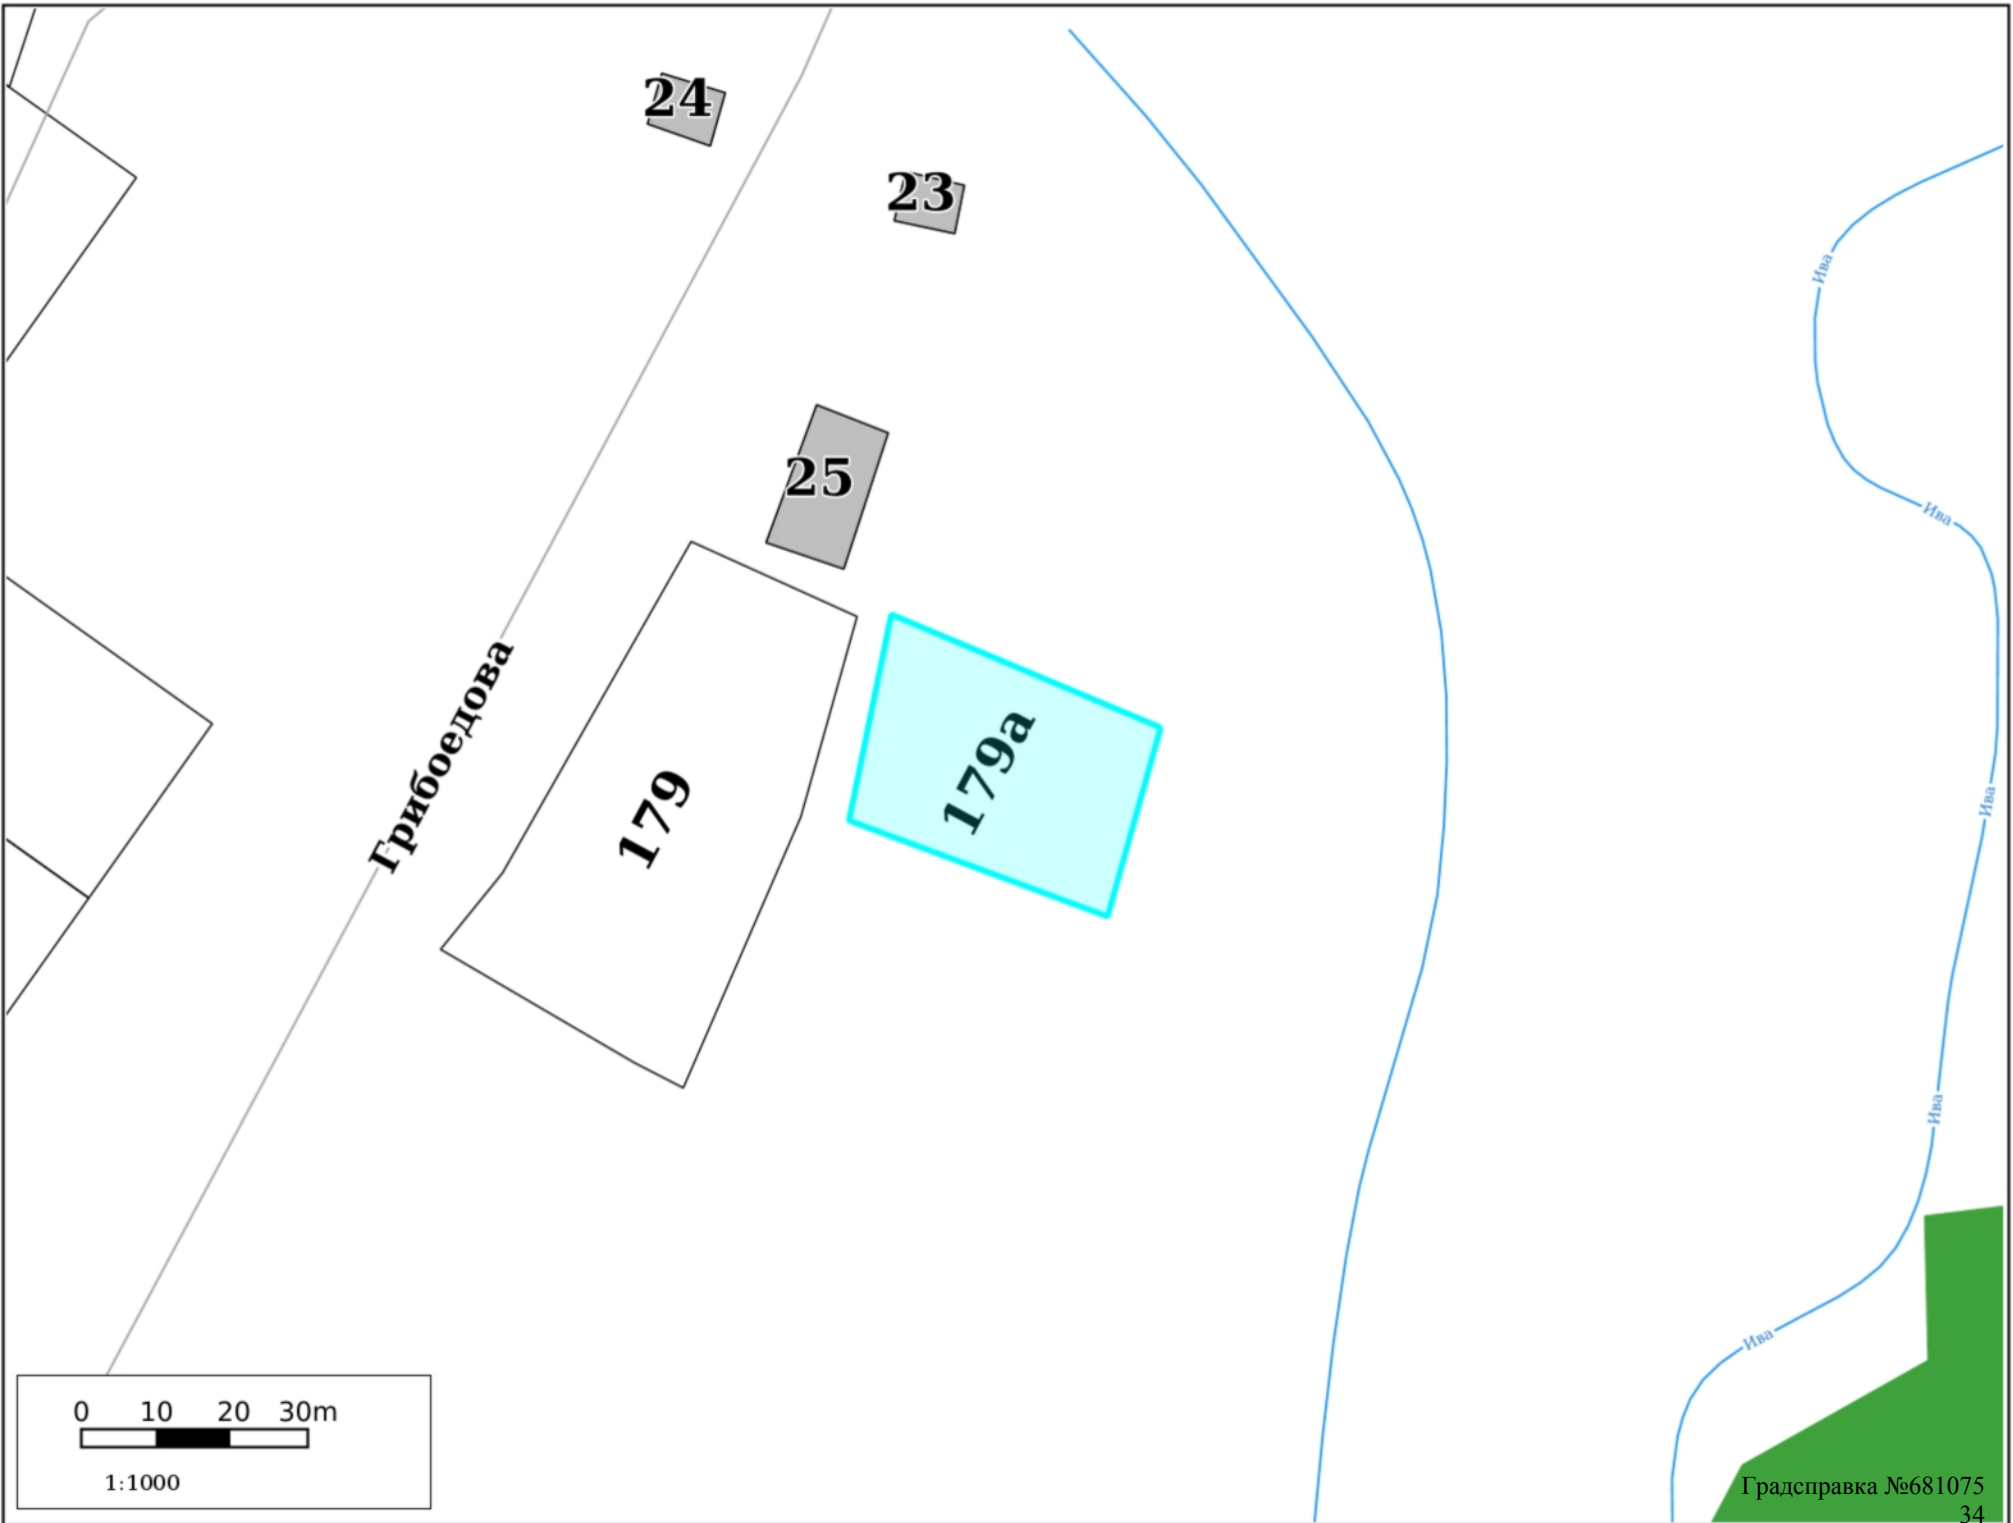 24
23
Ива
25
Ива
Грибоедова
179
179а
Ива
Ива
Ива
0 10 20 30m
1:1000
Градсправка №681075
34